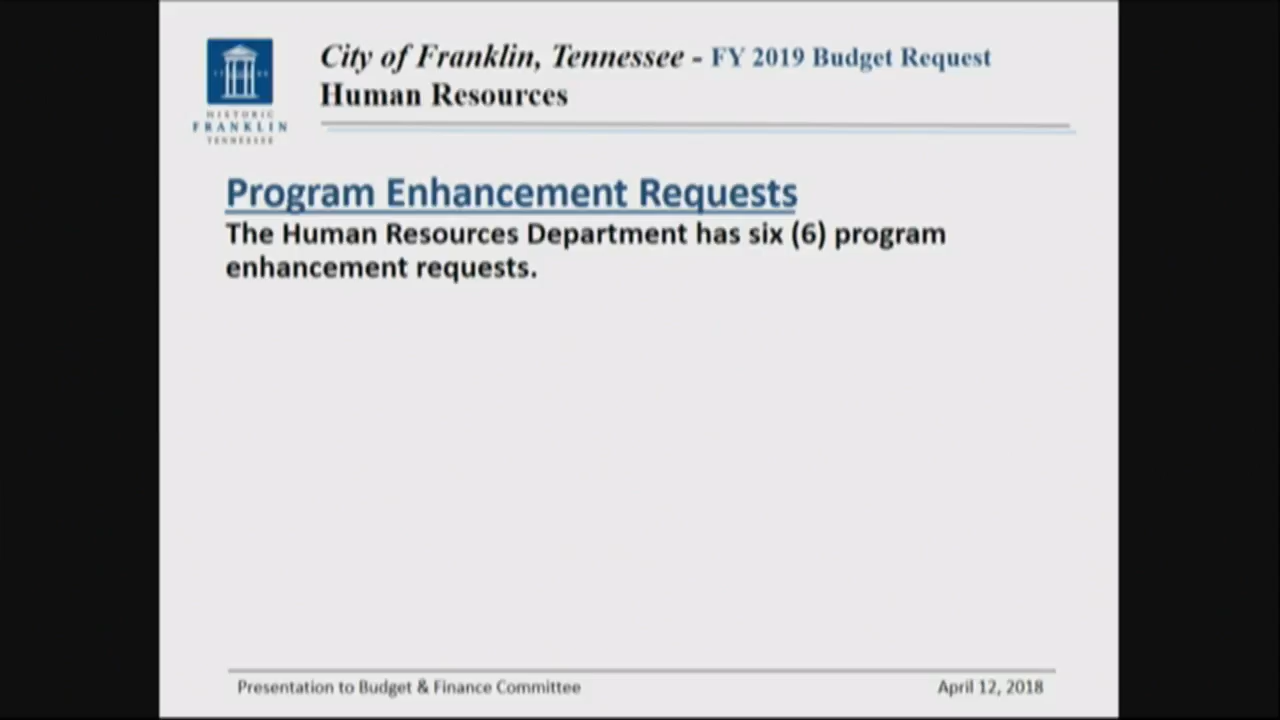 City of Franklin, Tennessee - FY 2019 Budget Request
Human Resources
HISTORIC
FRANKLIN
TENNESSEE
Program Enhancement Requests
The Human Resources Department has six (6) program
enhancement requests.
Presentation to Budget & Finance Committee
April 12, 2018